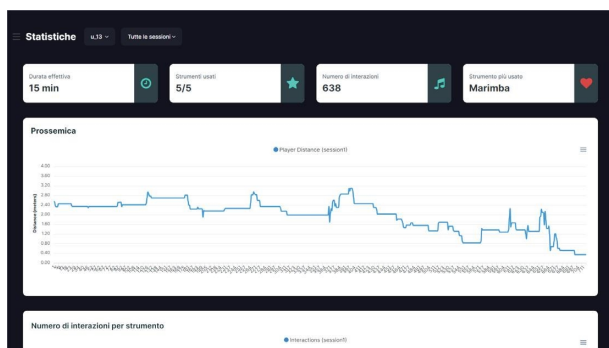 Statistiche
u_13
Tutte le sessioni
Durata effettiva
15 min
Strumenti usati
5/5
Numero di interazioni
638
Strumento più usato
Marimba
Prossemica
Player Distance (session1)
Distance (meters)
4.00
3.60
3.20
2.80
2.40
2.00
1.60
1.20
0.80
0.40
0.00
Numero di interazioni per strumento
Interactions (session1)